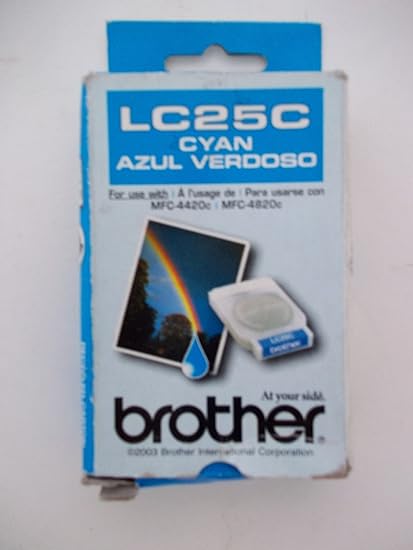 LC25C
CYAN
AZUL VERDOSO
For use with | À l'usage de | Para usarse con
MFC-4420c | MFC-4820c
LC25C
brother
At your side.
brother®
©2003 Brother International Corporation.